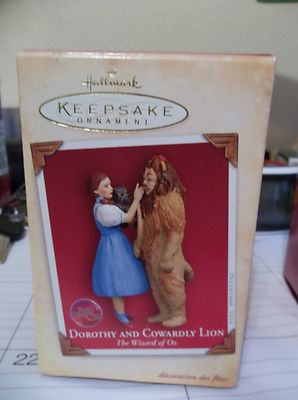 Hallmark
KEEPSAKE
ORNAMENT
DOROTHY AND COWARDLY LION
The Wizard of Oz
décoration des fêtes
22